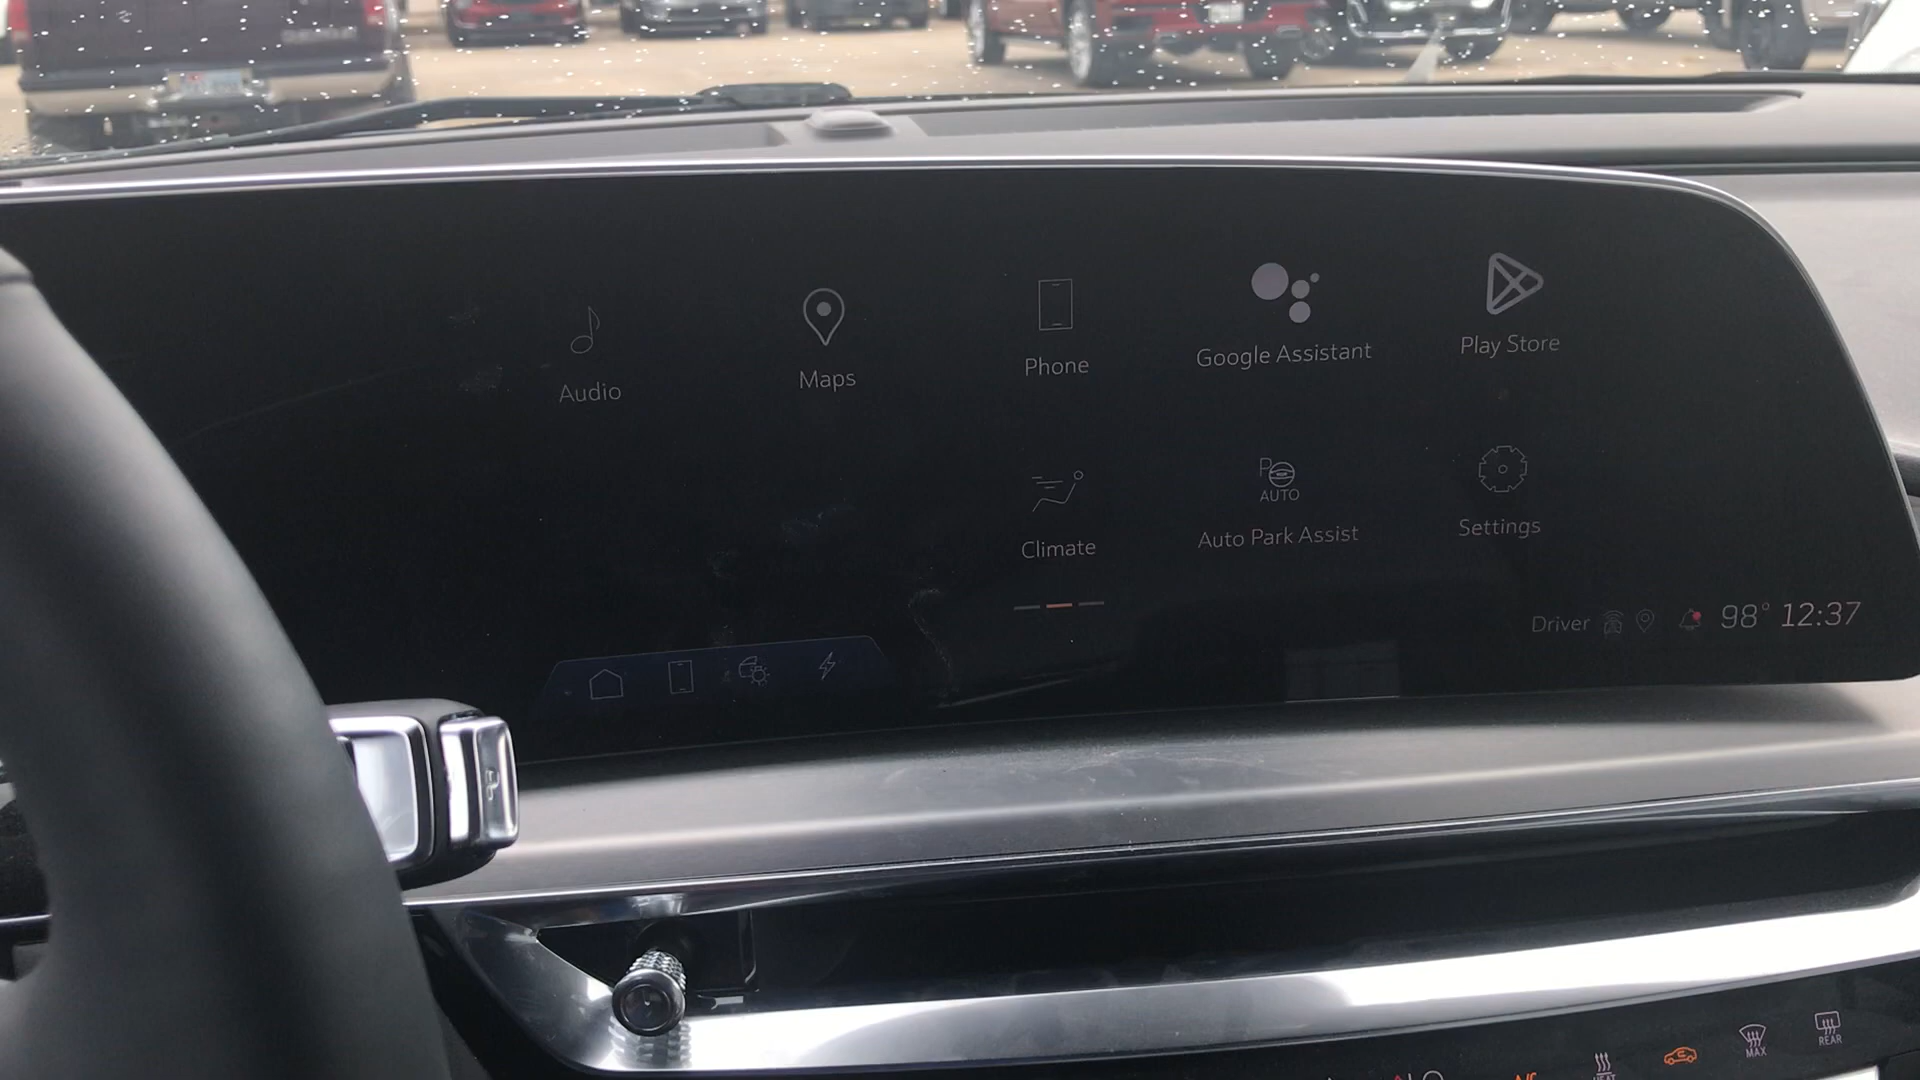 Audio
Maps
Phone
Google Assistant
Play Store
AUTO
Climate
Auto Park Assist
Settings
Driver 98° 12:37
MAX
REAR
HEAT